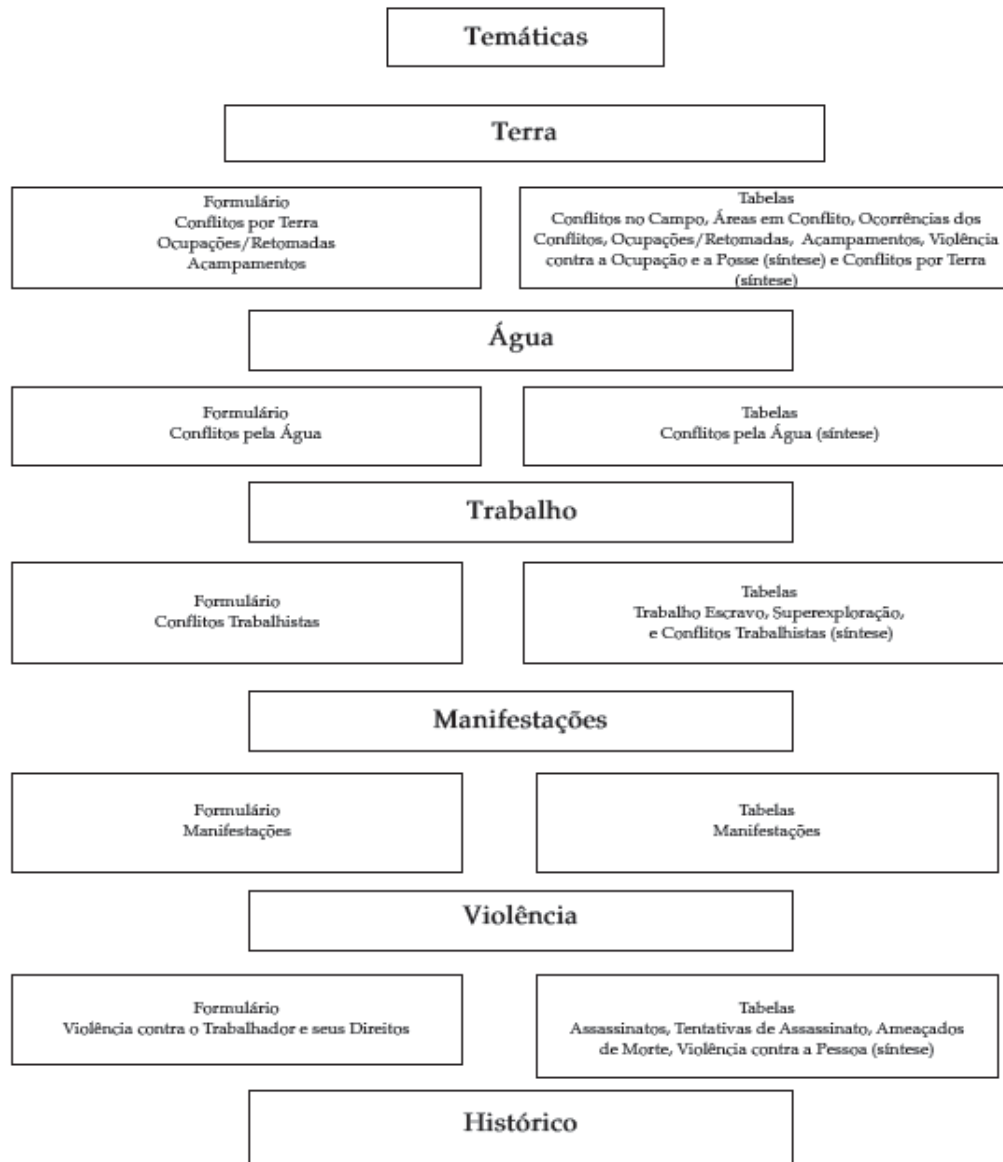 Temáticas
Terra
Formulário
Conflitos por Terra
Ocupações/Retomadas
Acampamentos
Tabelas
Conflitos no Campo, Áreas em Conflito, Ocorrências dos
Conflitos, Ocupações/Retomadas, Acampamentos, Violência
contra a Ocupação e a Posse (síntese) e Conflitos por Terra
(síntese)
Água
Formulário
Conflitos pela Água
Tabelas
Conflitos pela Água (síntese)
Trabalho
Formulário
Conflitos Trabalhistas
Tabelas
Trabalho Escravo, Superexploração,
e Conflitos Trabalhistas (síntese)
Manifestações
Formulário
Manifestações
Tabelas
Manifestações
Violência
Formulário
Violência contra o Trabalhador e seus Direitos
Tabelas
Assassinatos, Tentativas de Assassinato, Ameaçados
de Morte, Violência contra a Pessoa (síntese)
Histórico